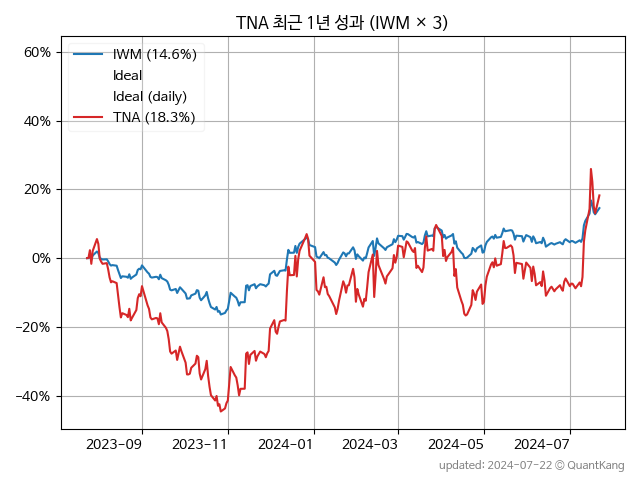 TNA 최근 1년 성과 (IWM × 3)
IWM (14.6%)
Ideal
Ideal (daily)
TNA (18.3%)
60%
40%
20%
0%
−20%
−40%
2023-09
2023-11
2024-01
2024-03
2024-05
2024-07
updated: 2024-07-22 © QuantKang